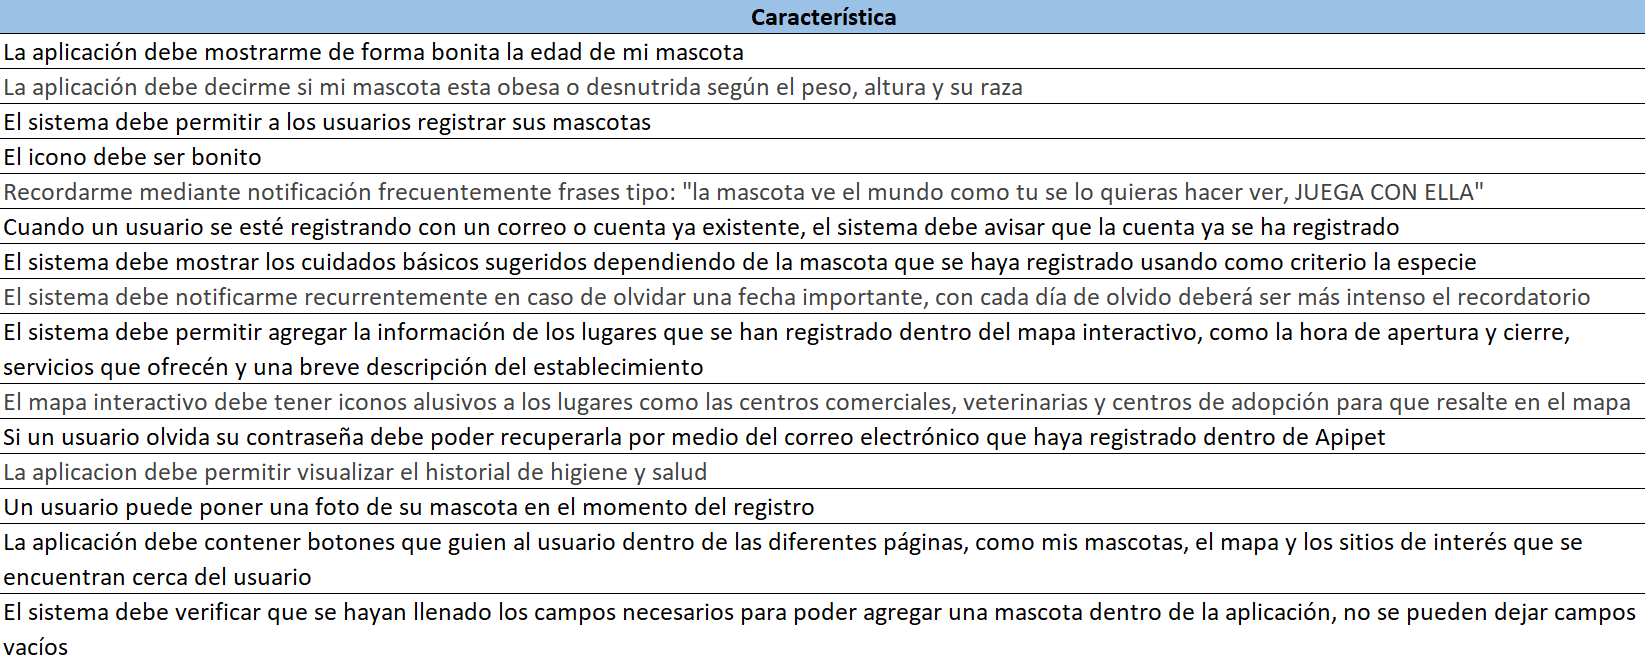 Característica
La aplicación debe mostrarme de forma bonita la edad de mi mascota
La aplicación debe decirme si mi mascota esta obesa o desnutrida según el peso, altura y su raza
El sistema debe permitir a los usuarios registrar sus mascotas
El icono debe ser bonito
Recordarme mediante notificación frecuentemente frases tipo: "la mascota ve el mundo como tu se lo quieras hacer ver, JUEGA CON ELLA"
Cuando un usuario se esté registrando con un correo o cuenta ya existente, el sistema debe avisar que la cuenta ya se ha registrado
El sistema debe mostrar los cuidados básicos sugeridos dependiendo de la mascota que se haya registrado usando como criterio la especie
El sistema debe notificarme recurrentemente en caso de olvidar una fecha importante, con cada día de olvido deberá ser más intenso el recordatorio
El sistema debe permitir agregar la información de los lugares que se han registrado dentro del mapa interactivo, como la hora de apertura y cierre,
servicios que ofrecén y una breve descripción del establecimiento
El mapa interactivo debe tener iconos alusivos a los lugares como las centros comerciales, veterinarias y centros de adopción para que resalte en el mapa
Si un usuario olvida su contraseña debe poder recuperarla por medio del correo electrónico que haya registrado dentro de Apipet
La aplicacion debe permitir visualizar el historial de higiene y salud
Un usuario puede poner una foto de su mascota en el momento del registro
La aplicación debe contener botones que guien al usuario dentro de las diferentes páginas, como mis mascotas, el mapa y los sitios de interés que se
encuentran cerca del usuario
El sistema debe verificar que se hayan llenado los campos necesarios para poder agregar una mascota dentro de la aplicación, no se pueden dejar campos
vacíos